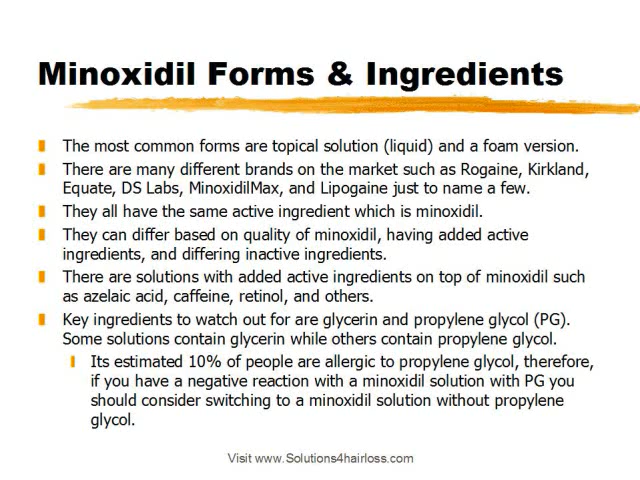 Minoxidil Forms & Ingredients
The most common forms are topical solution (liquid) and a foam version.
There are many different brands on the market such as Rogaine, Kirkland,
Equate, DS Labs, MinoxidilMax, and Lipogaine just to name a few.
They all have the same active ingredient which is minoxidil.
They can differ based on quality of minoxidil, having added active
ingredients, and differing inactive ingredients.
There are solutions with added active ingredients on top of minoxidil such
as azelaic acid, caffeine, retinol, and others.
Key ingredients to watch out for are glycerin and propylene glycol (PG).
Some solutions contain glycerin while others contain propylene glycol.
Its estimated 10% of people are allergic to propylene glycol, therefore,
if you have a negative reaction with a minoxidil solution with PG you
should consider switching to a minoxidil solution without propylene
glycol.
Visit www.Solutions4hairloss.com